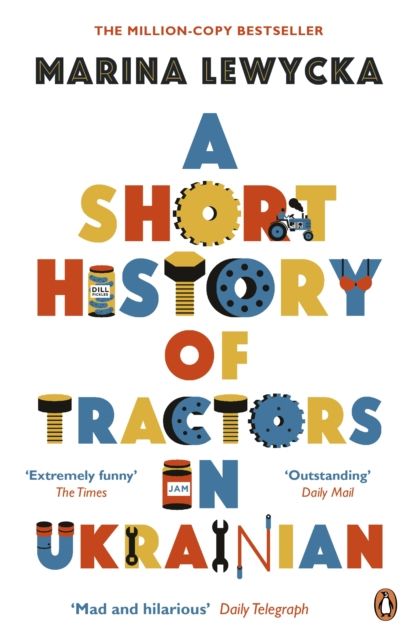 THE MILLION-COPY BESTSELLER
MARINA LEWYCKA
A
SHORT
HISTORY
DILL
PICKLES
OF
TRACTORS
'Extremely funny'
The Times
IN
JAM
'Outstanding'
Daily Mail
UKRAINIAN
'Mad and hilarious' Daily Telegraph